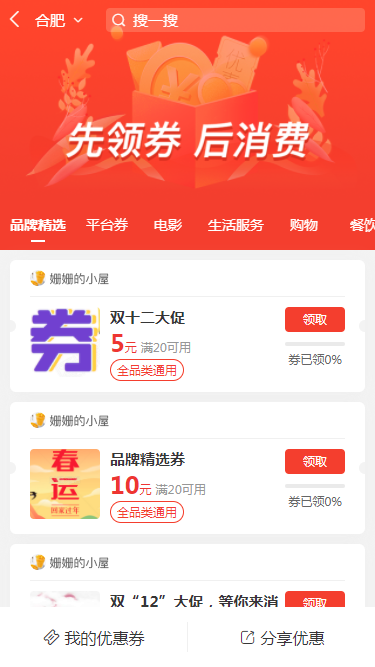 合肥
搜一搜
优惠
先领券 后消费
品牌精选 平台券 电影 生活服务 购物 餐饮
姗姗的小屋
券
双十二大促
5元 满20可用
全品类通用
领取
券已领0%
姗姗的小屋
春运
回家过年
品牌精选券
10元 满20可用
全品类通用
领取
券已领0%
姗姗的小屋
双“12”大促，等你来消
领取
我的优惠券
分享优惠